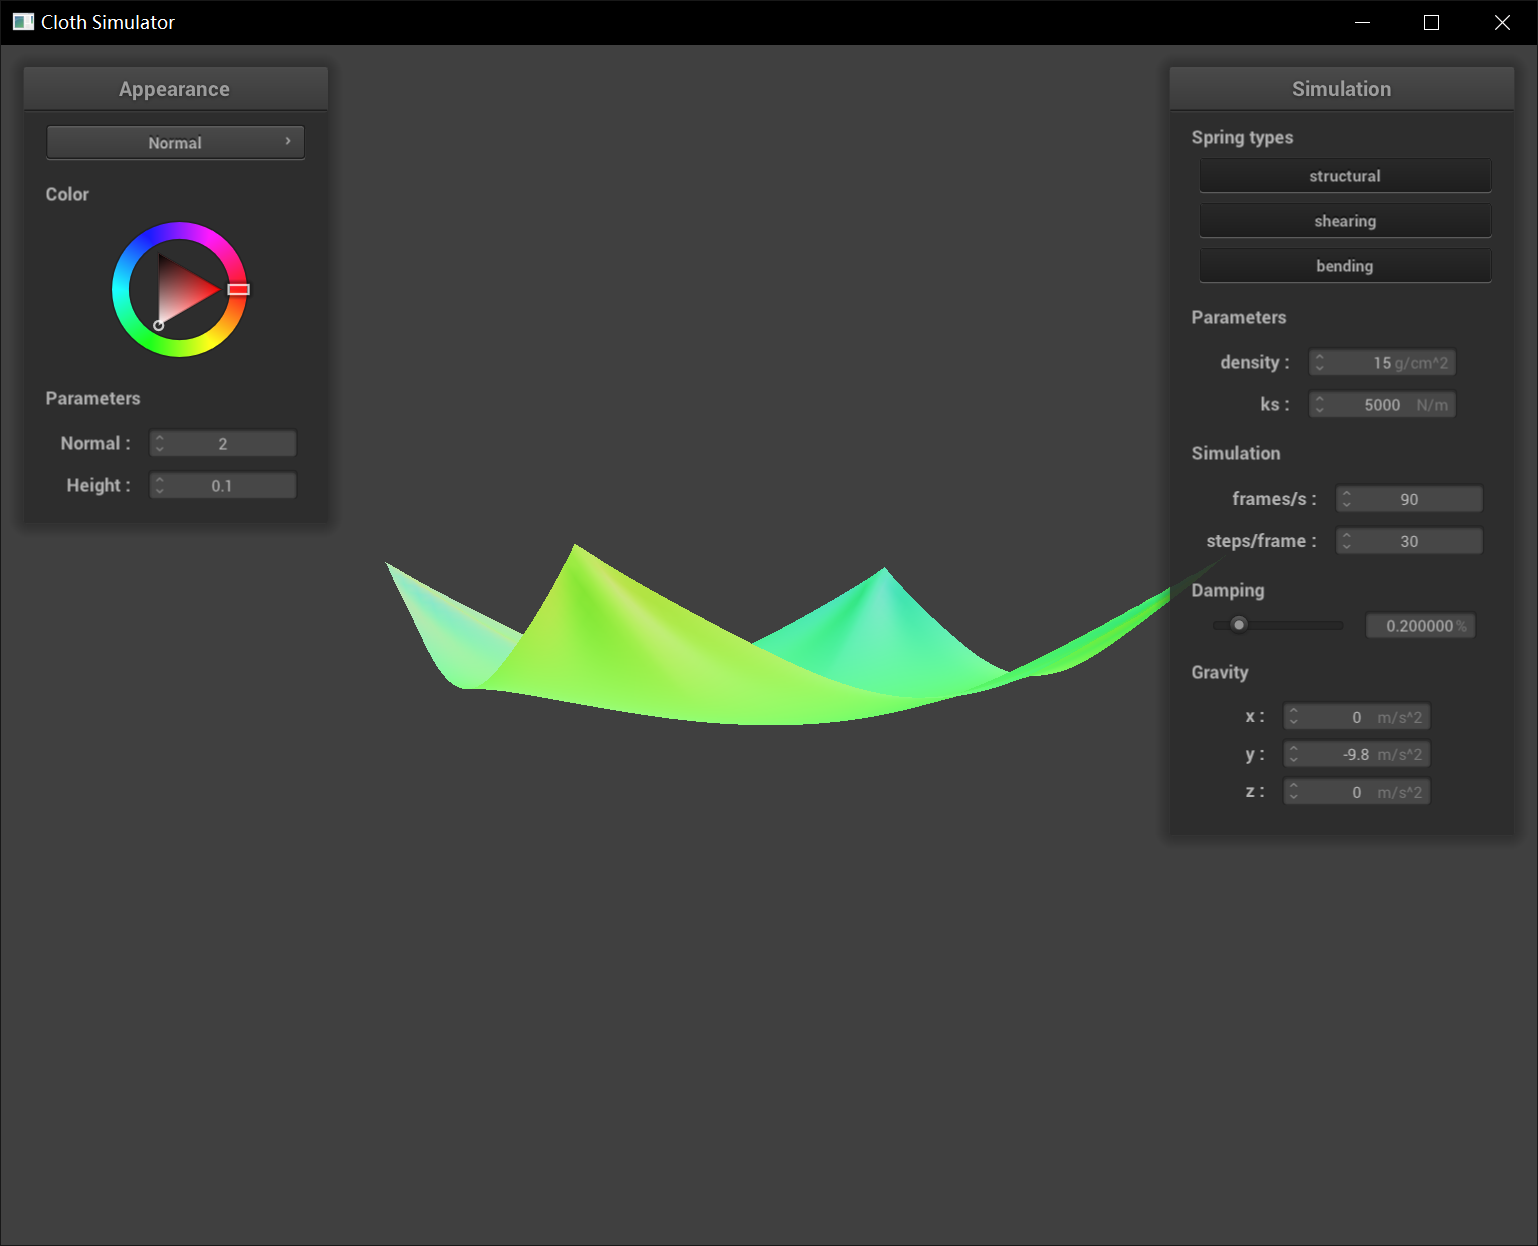 Cloth Simulator
Appearance
Normal
Color
Parameters
Normal :
2
Height :
0.1
Simulation
Spring types
structural
shearing
bending
Parameters
density :
15 g/cm^2
ks :
5000 N/m
Simulation
frames/s :
90
steps/frame :
30
Damping
0.200000 %
Gravity
x :
0 m/s^2
y :
-9.8 m/s^2
z :
0 m/s^2